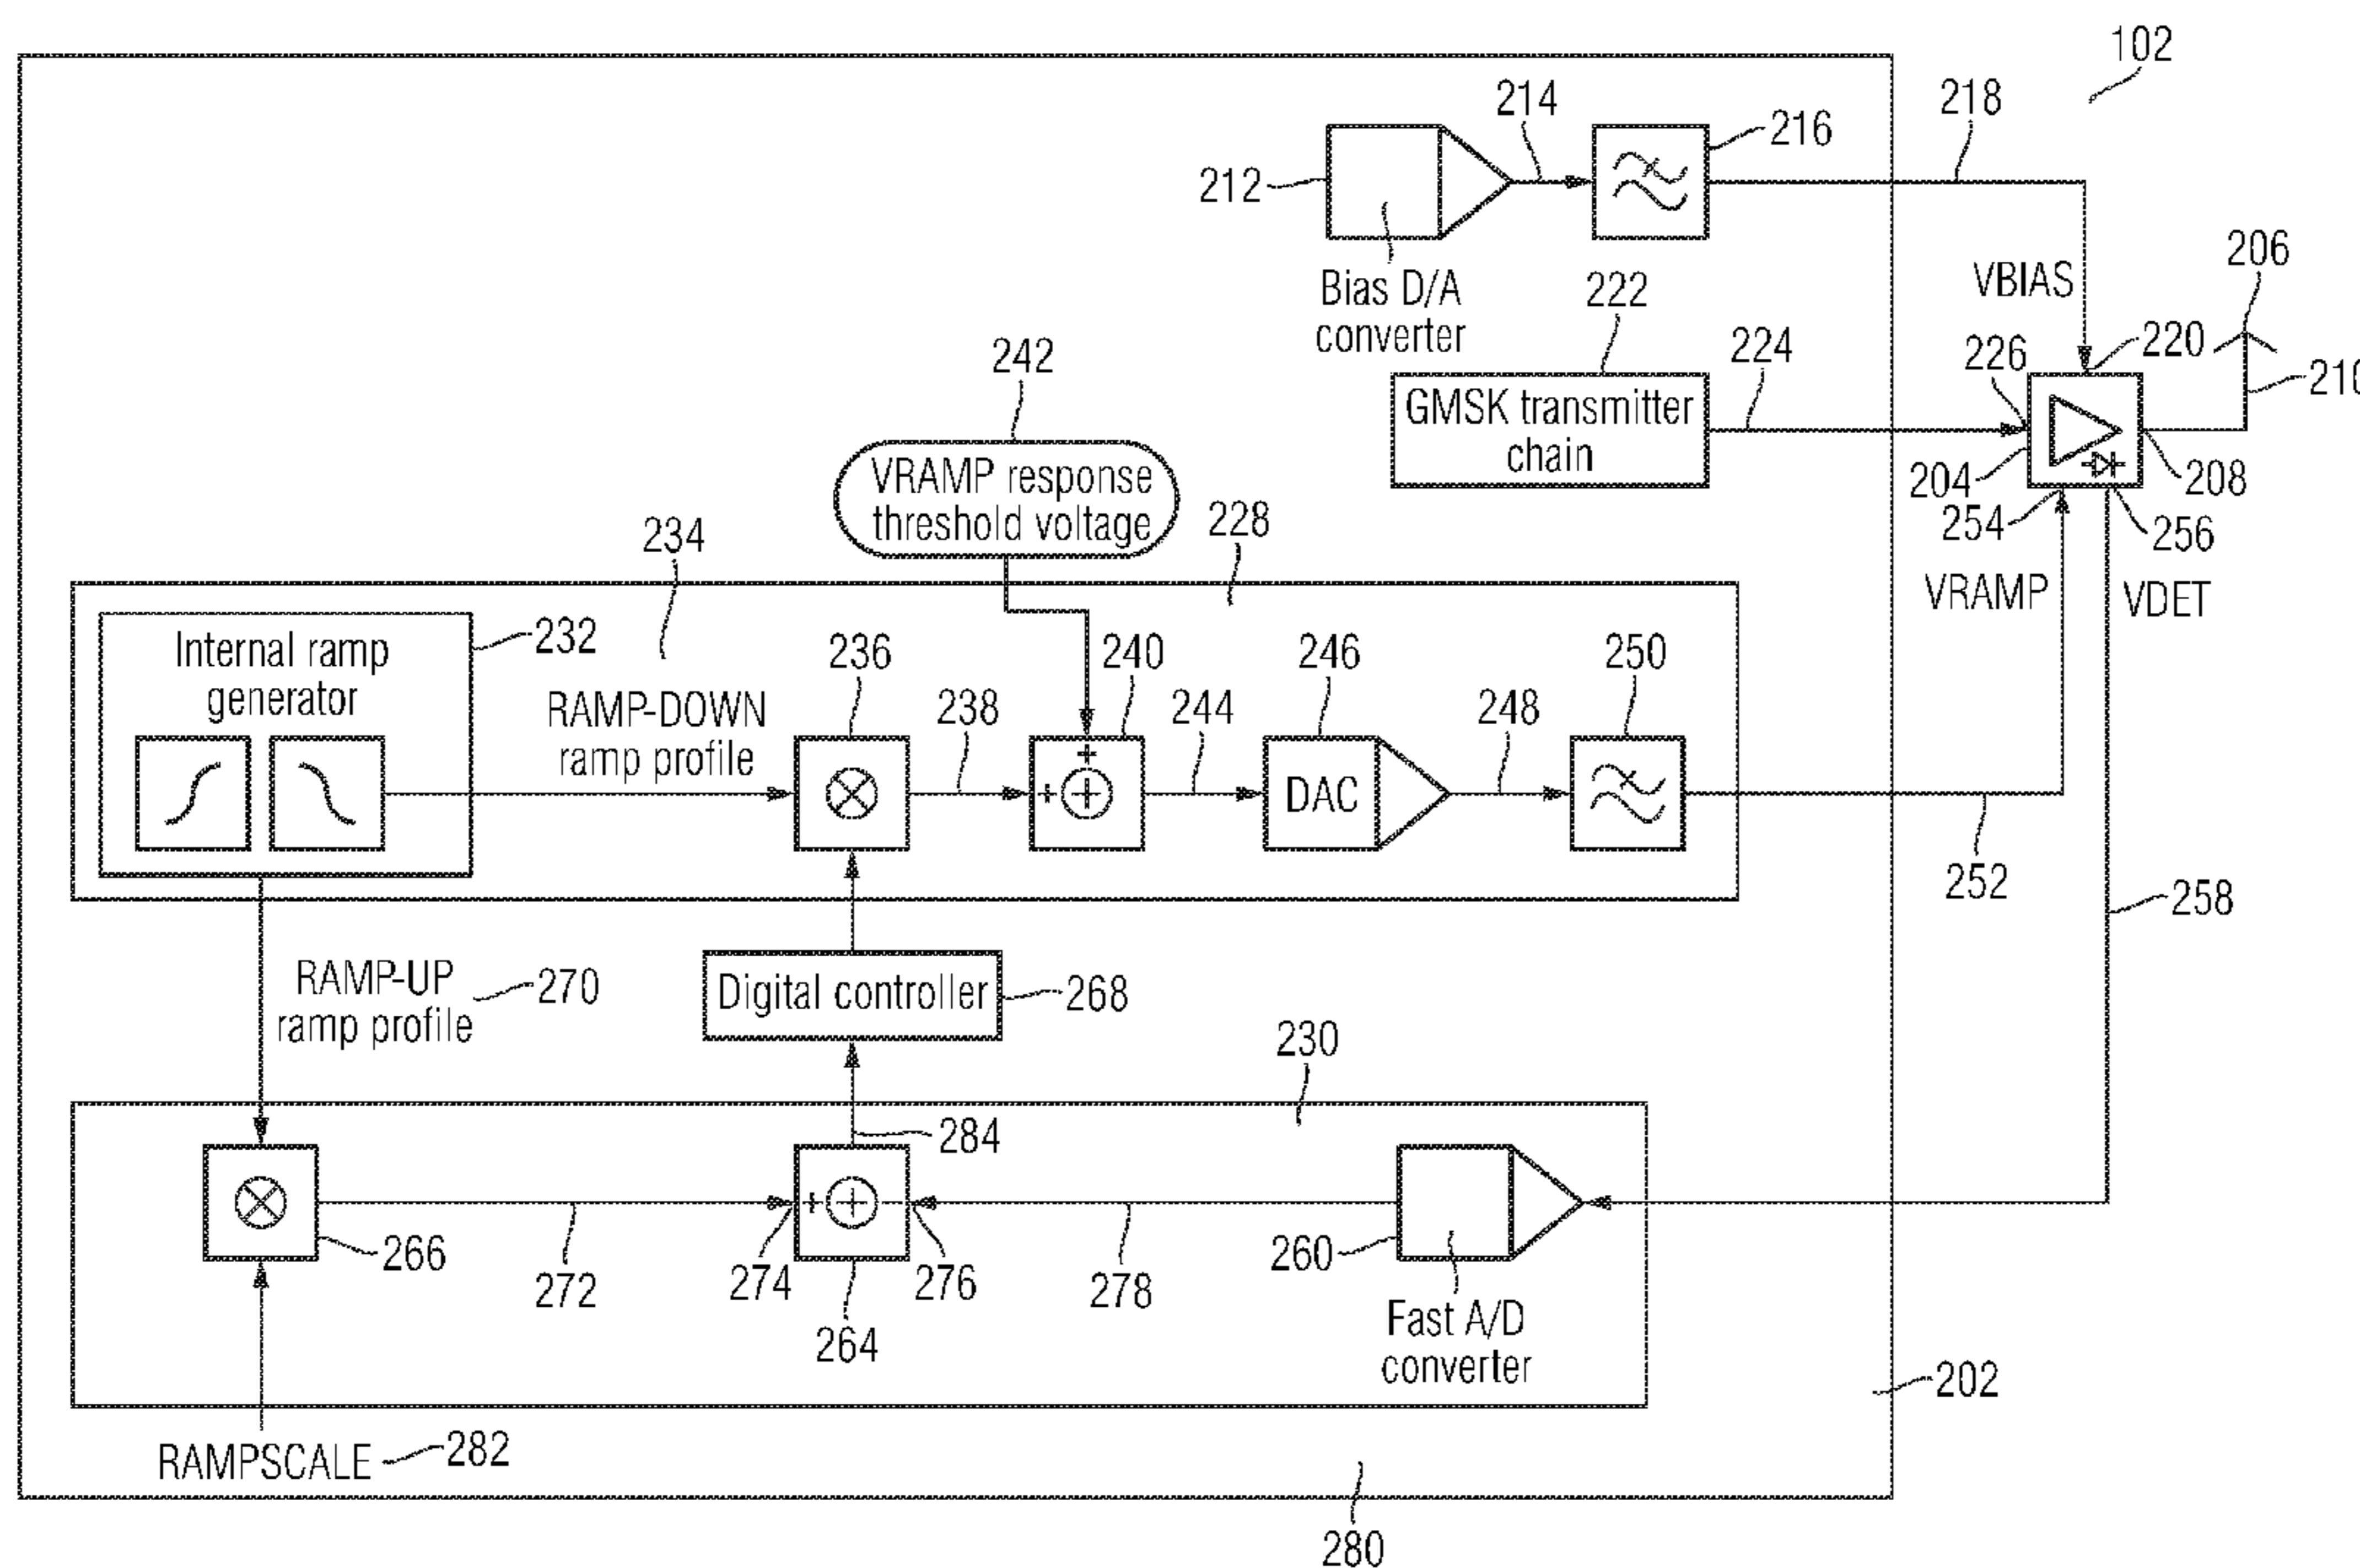 102
214
218
216
212
Bias D/A
converter
222
206
VBIAS
220
242
224
226
210
GMSK transmitter
chain
VRAMP response
threshold voltage
204
208
228
254
256
234
VRAMP
VDET
Internal ramp
generator
232
236
240
246
250
RAMP-DOWN
ramp profile
238
244
248
+
+
+
DAC
252
258
RAMP-UP
ramp profile
270
Digital controller
268
230
284
+
+
266
272
274
276
278
260
264
Fast A/D
converter
202
RAMPSCALE
282
280